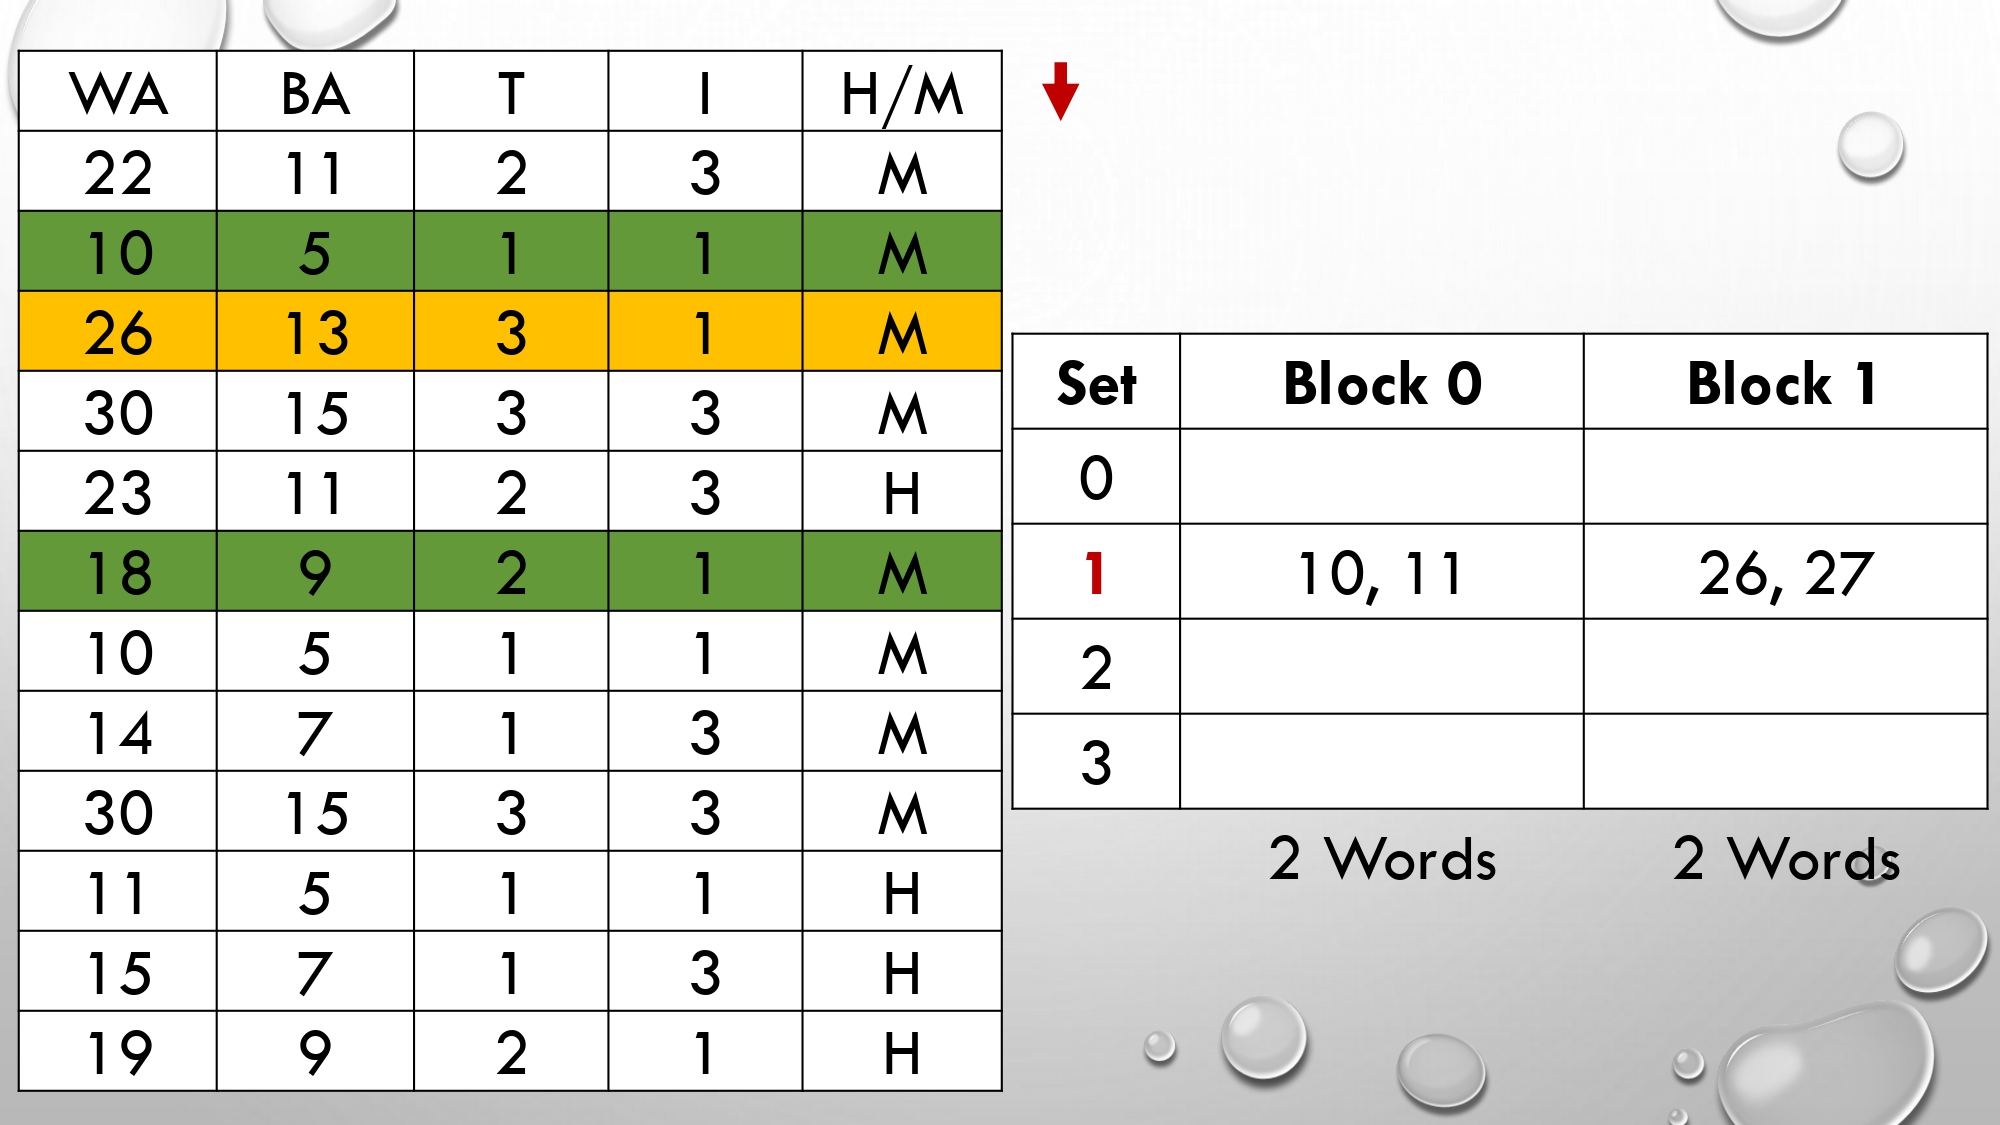 WA BA T I H/M
22 11 2 3 M
10 5 1 1 M
26 13 3 1 M
30 15 3 3 M
23 11 2 3 H
18 9 2 1 M
10 5 1 1 M
14 7 1 3 M
30 15 3 3 M
11 5 1 1 H
15 7 1 3 H
19 9 2 1 H
Set Block 0 Block 1
0
1 10, 11 26, 27
2
3
2 Words 2 Words